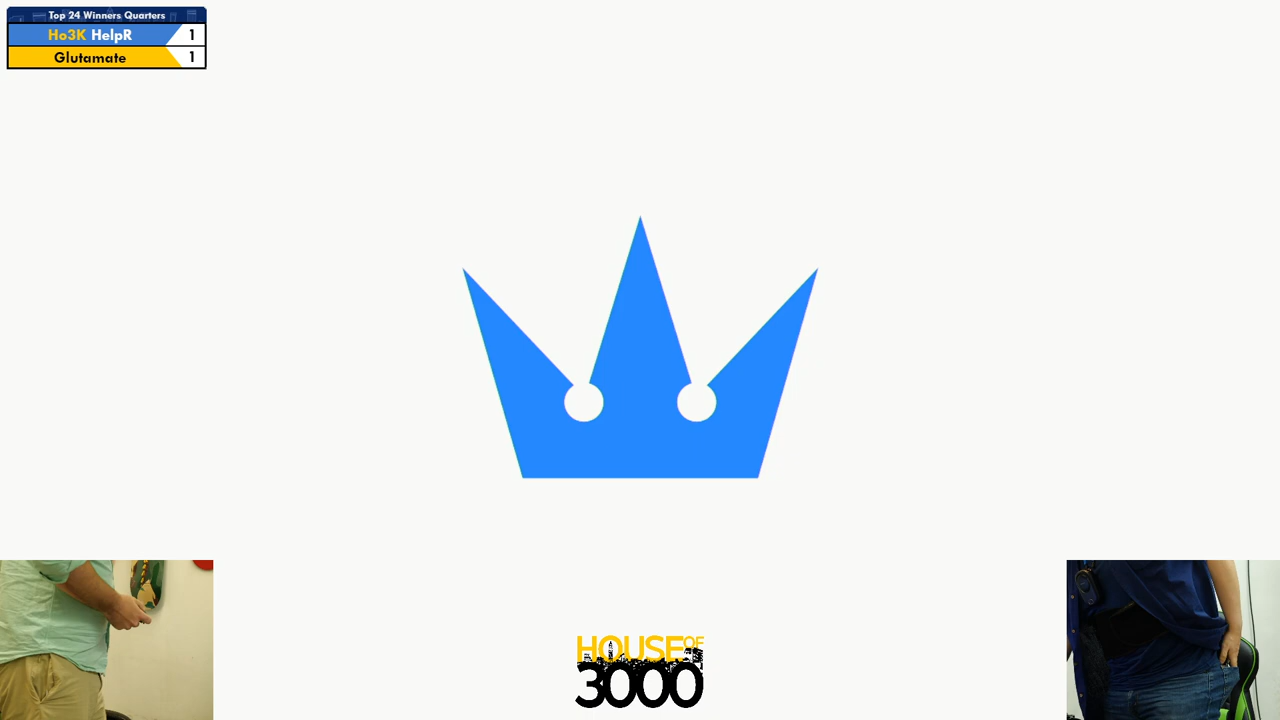 Top 24 Winners Quarters
Ho3K HelpR 1
Glutamate 1
HOUSE OF
3000